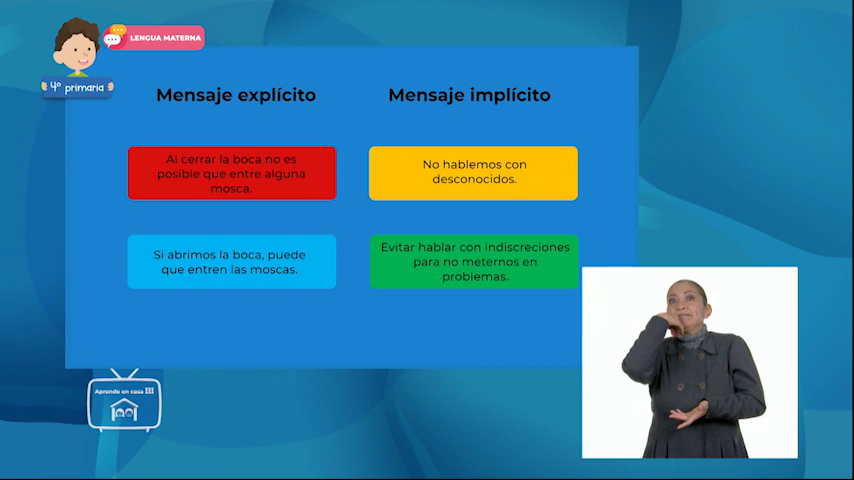 LENGUA MATERNA
4º primaria
Mensaje explícito
Mensaje implícito
Al cerrar la boca no es
posible que entre alguna
mosca.
No hablemos con
desconocidos.
Si abrimos la boca, puede
que entren las moscas.
Evitar hablar con indiscreciones
para no meternos en
problemas.
Aprende en casa III